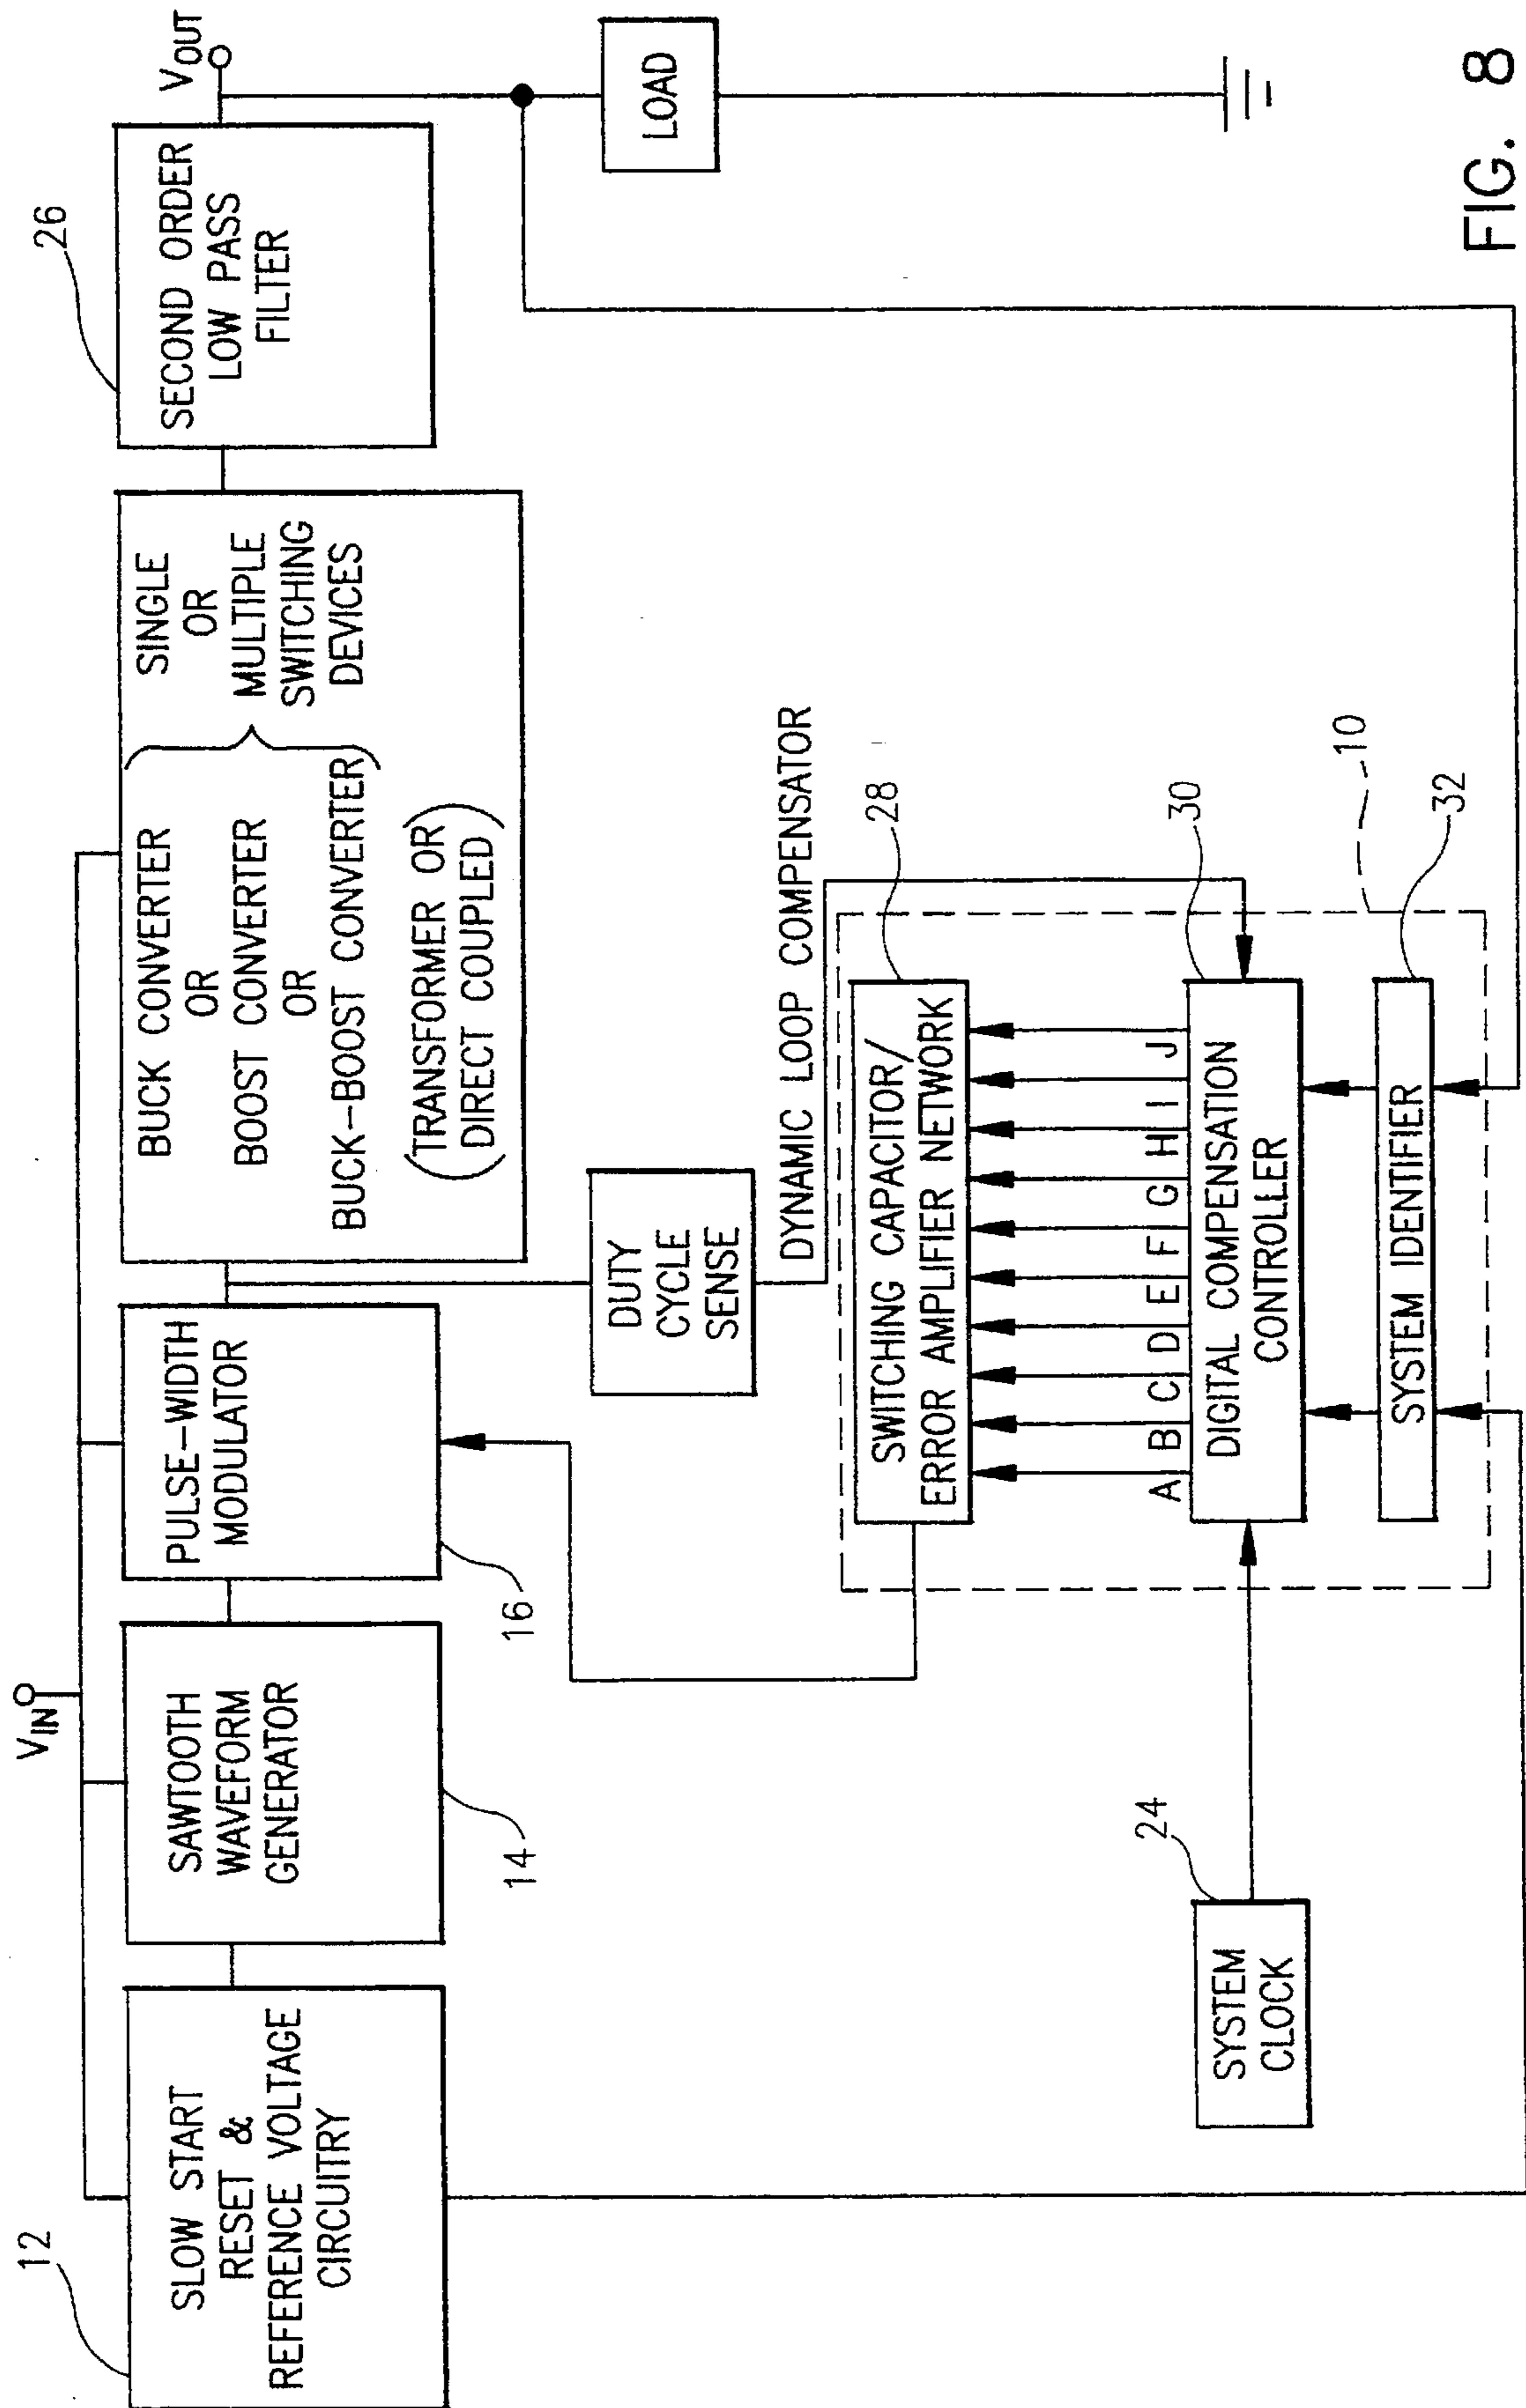 V_IN
12
SLOW START
RESET &
REFERENCE VOLTAGE
CIRCUITRY
SAWTOOTH
WAVEFORM
GENERATOR
14
PULSE-WIDTH
MODULATOR
16
BUCK CONVERTER
OR
BOOST CONVERTER
OR
BUCK-BOOST CONVERTER
(TRANSFORMER OR
DIRECT COUPLED)
SINGLE
OR
MULTIPLE
SWITCHING
DEVICES
26
SECOND ORDER
LOW PASS
FILTER
V_OUT
LOAD
DUTY
CYCLE
SENSE
DYNAMIC LOOP COMPENSATOR
28
SWITCHING CAPACITOR/
ERROR AMPLIFIER NETWORK
A B C D E F G H I J
30
DIGITAL COMPENSATION
CONTROLLER
10
32
SYSTEM IDENTIFIER
24
SYSTEM
CLOCK
FIG. 8